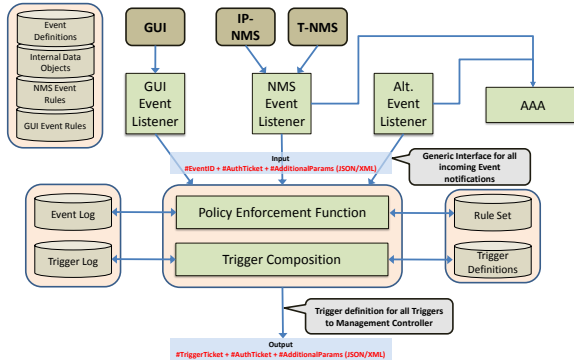 Event
Definitions
Internal Data
Objects
NMS Event
Rules
GUI Event Rules
GUI
IP-
NMS
T-NMS
GUI
Event
Listener
NMS
Event
Listener
Alt.
Event
Listener
AAA
Input
#EventID + #AuthTicket + #AdditionalParams (JSON/XML)
Generic Interface for all
incoming Event
notifications
Event Log
Trigger Log
Policy Enforcement Function
Trigger Composition
Rule Set
Trigger
Definitions
Trigger definition for all Triggers
to Management Controller
Output
#TriggerTicket + #AuthTicket + #AdditionalParams (JSON/XML)